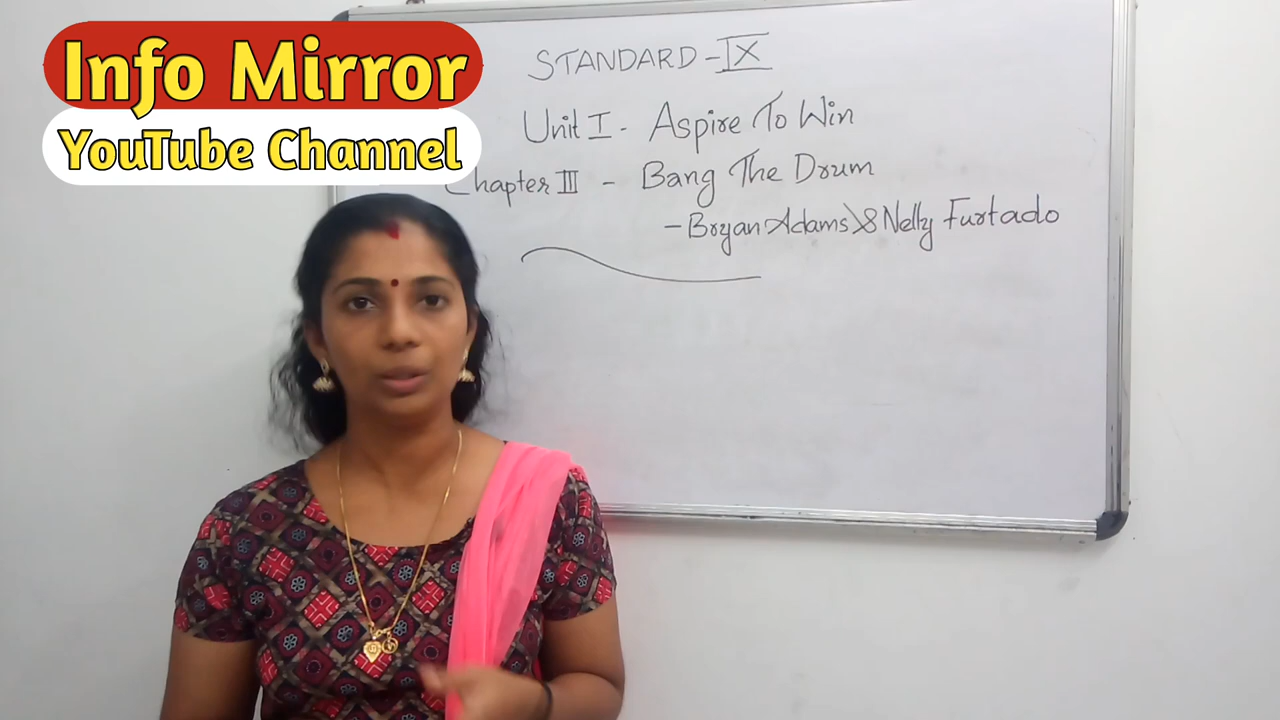 Info Mirror
YouTube Channel
STANDARD - IX
Unit I - Aspire To Win
Chapter III - Bang The Drum
- Bryan Adams & Nelly Furtado